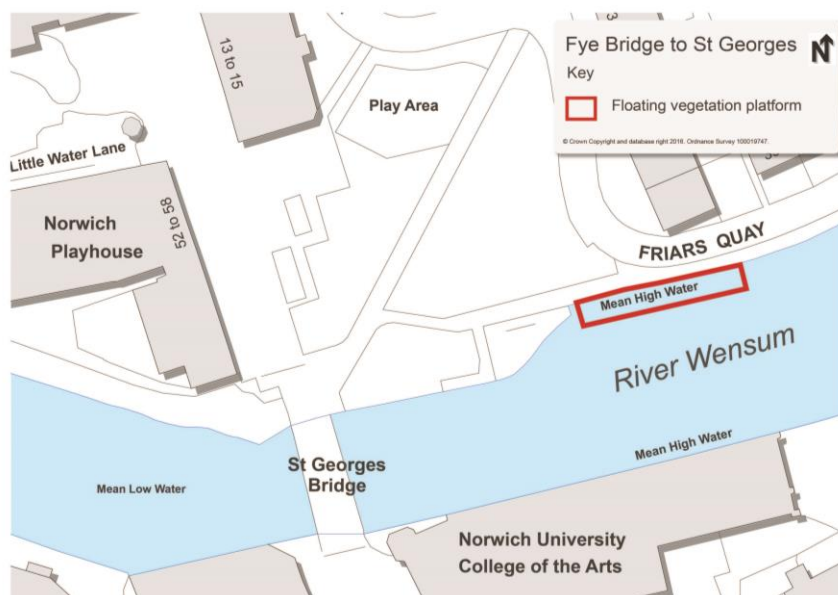 Fye Bridge to St Georges
N
Key
Floating vegetation platform
© Crown Copyright and database right 2018. Ordnance Survey 100019747.
13 to 15
Play Area
Little Water Lane
Norwich
Playhouse
52 to 58
FRIARS QUAY
Mean High Water
River Wensum
Mean High Water
St Georges
Bridge
Mean Low Water
Norwich University
College of the Arts